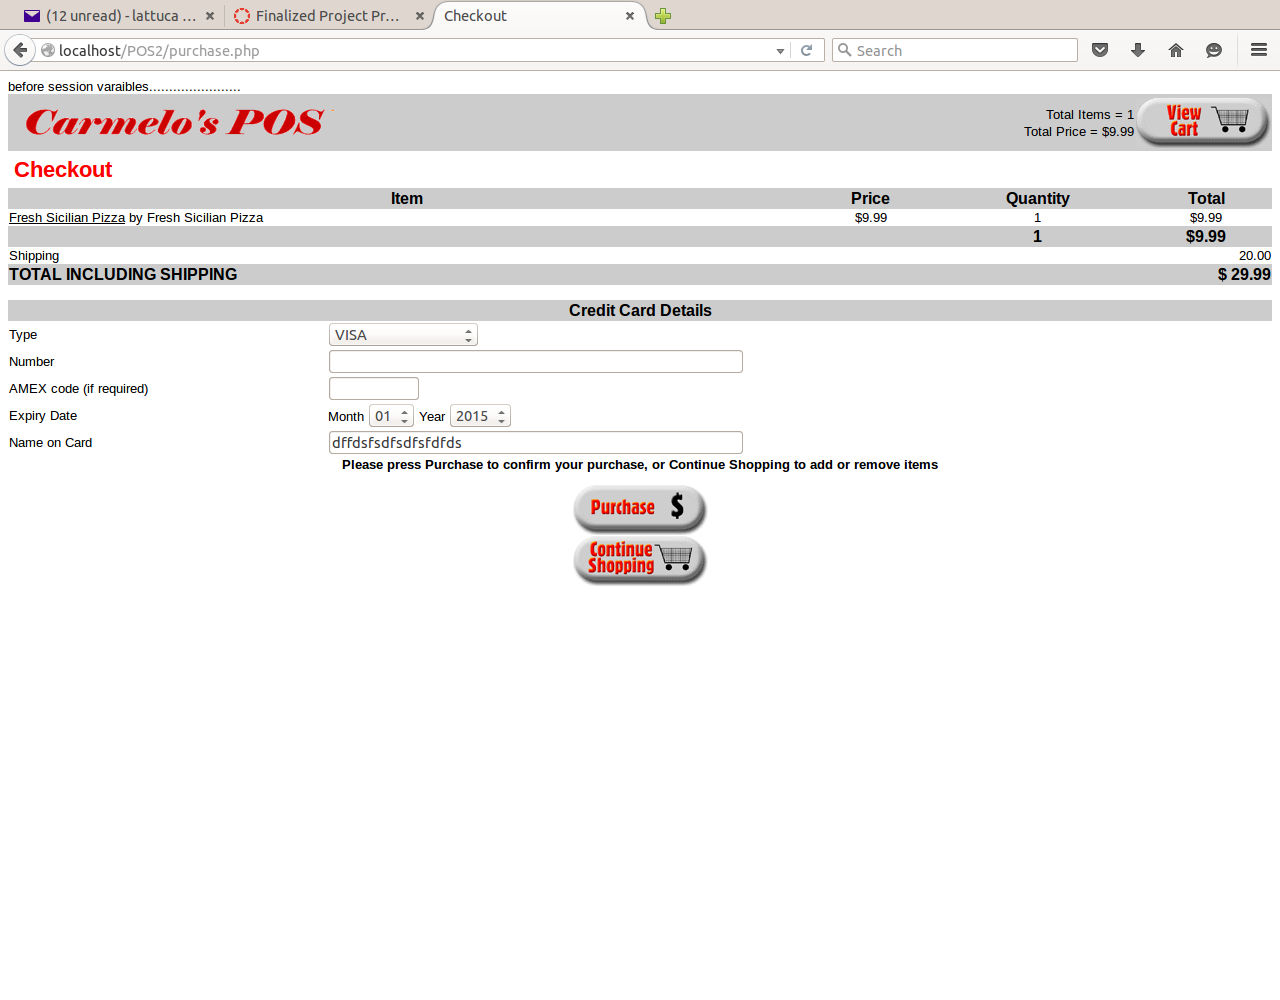 (12 unread) - lattuca ...
Finalized Project Pr...
Checkout
localhost/POS2/purchase.php
Search
before session varaibles.......................
Carmelo's POS
Total Items = 1
Total Price = $9.99
View Cart
Checkout
Item Price Quantity Total
Fresh Sicilian Pizza by Fresh Sicilian Pizza $9.99 1 $9.99
1 $9.99
Shipping 20.00
TOTAL INCLUDING SHIPPING $ 29.99
Credit Card Details
Type VISA
Number
AMEX code (if required)
Expiry Date Month 01 Year 2015
Name on Card dffdsfsdfsdfsfdfds
Please press Purchase to confirm your purchase, or Continue Shopping to add or remove items
Purchase $
Continue
Shopping